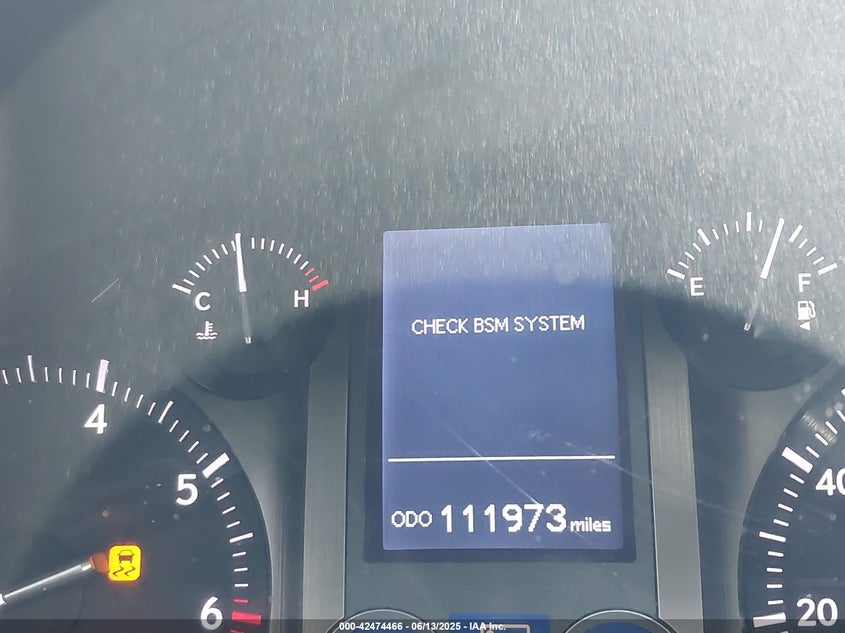 C H
E F
CHECK BSM SYSTEM
4
5
6
ODO 111973 miles
40
20
000-42474466 - 06/13/2025 - IAA Inc.